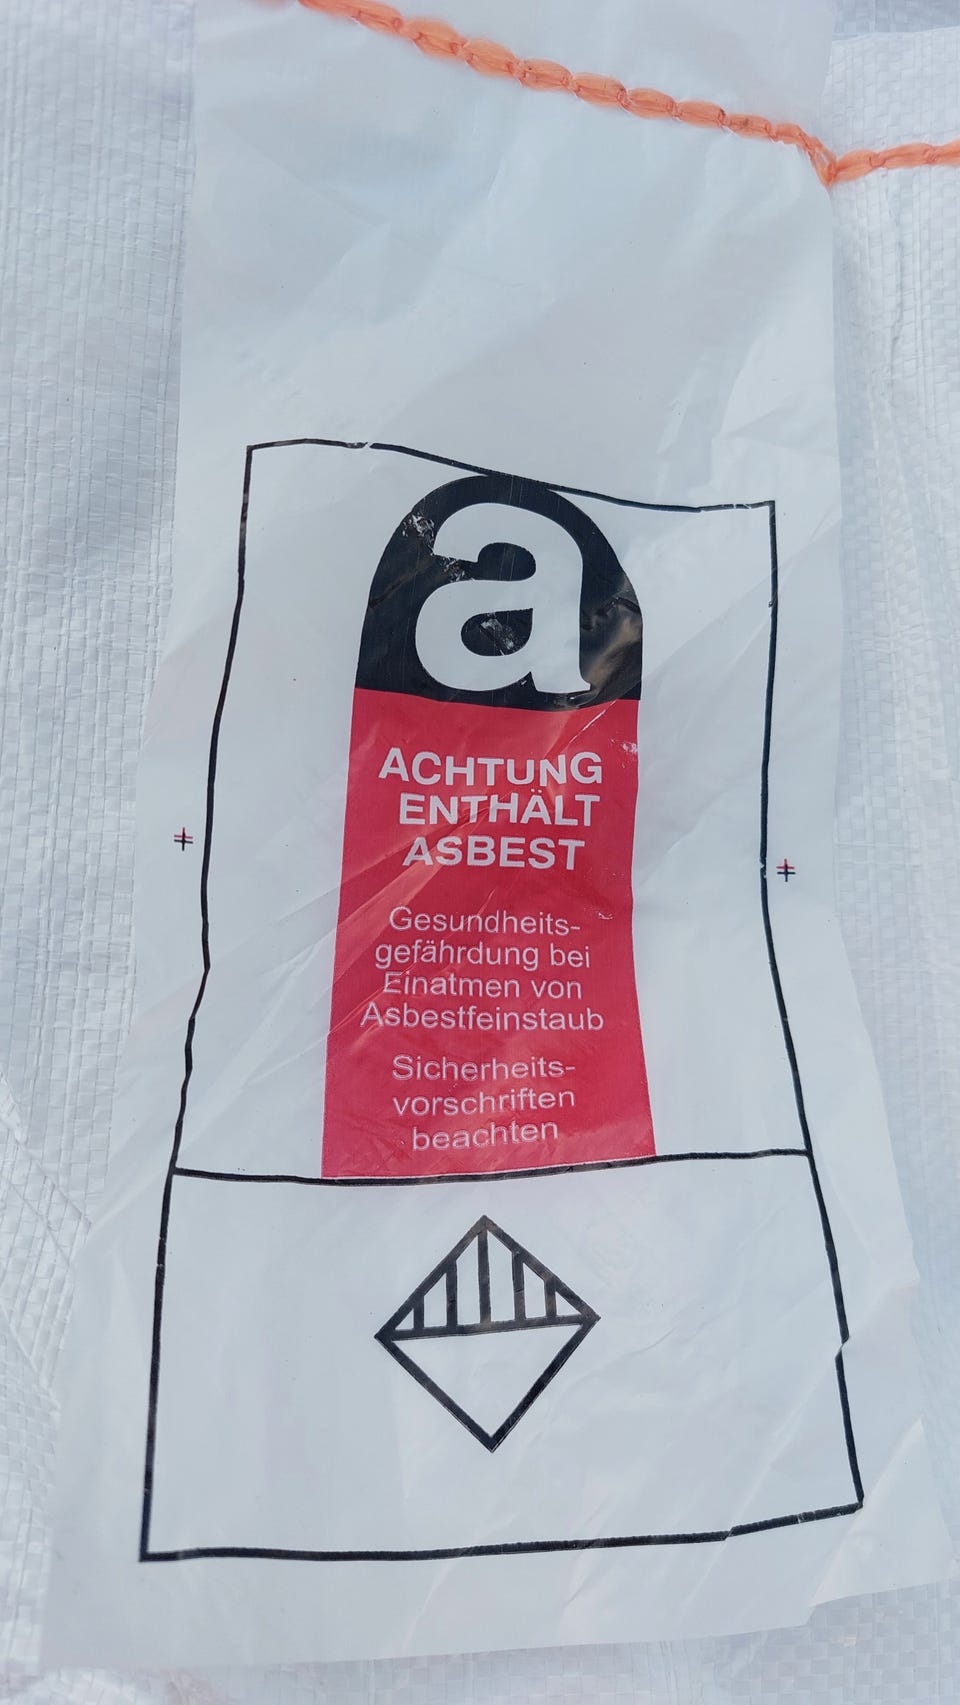 a
ACHTUNG
ENTHÄLT
ASBEST
Gesundheits-
gefährdung bei
Einatmen von
Asbestfeinstaub
Sicherheits-
vorschriften
beachten